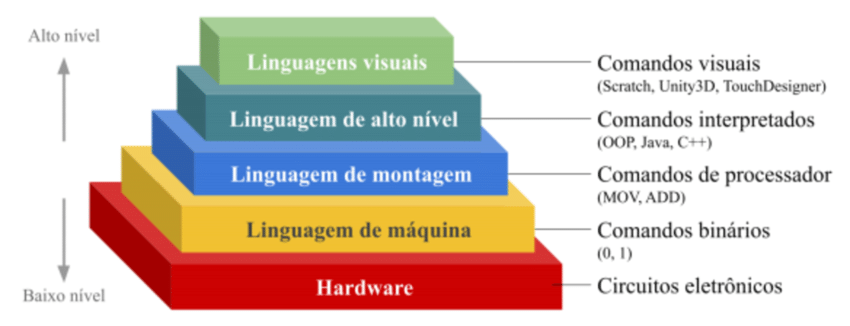 Alto nível
Linguagens visuais
Comandos visuais
(Scratch, Unity3D, TouchDesigner)
Linguagem de alto nível
Comandos interpretados
(OOP, Java, C++)
Linguagem de montagem
Comandos de processador
(MOV, ADD)
Linguagem de máquina
Comandos binários
(0, 1)
Baixo nível
Hardware
Circuitos eletrônicos